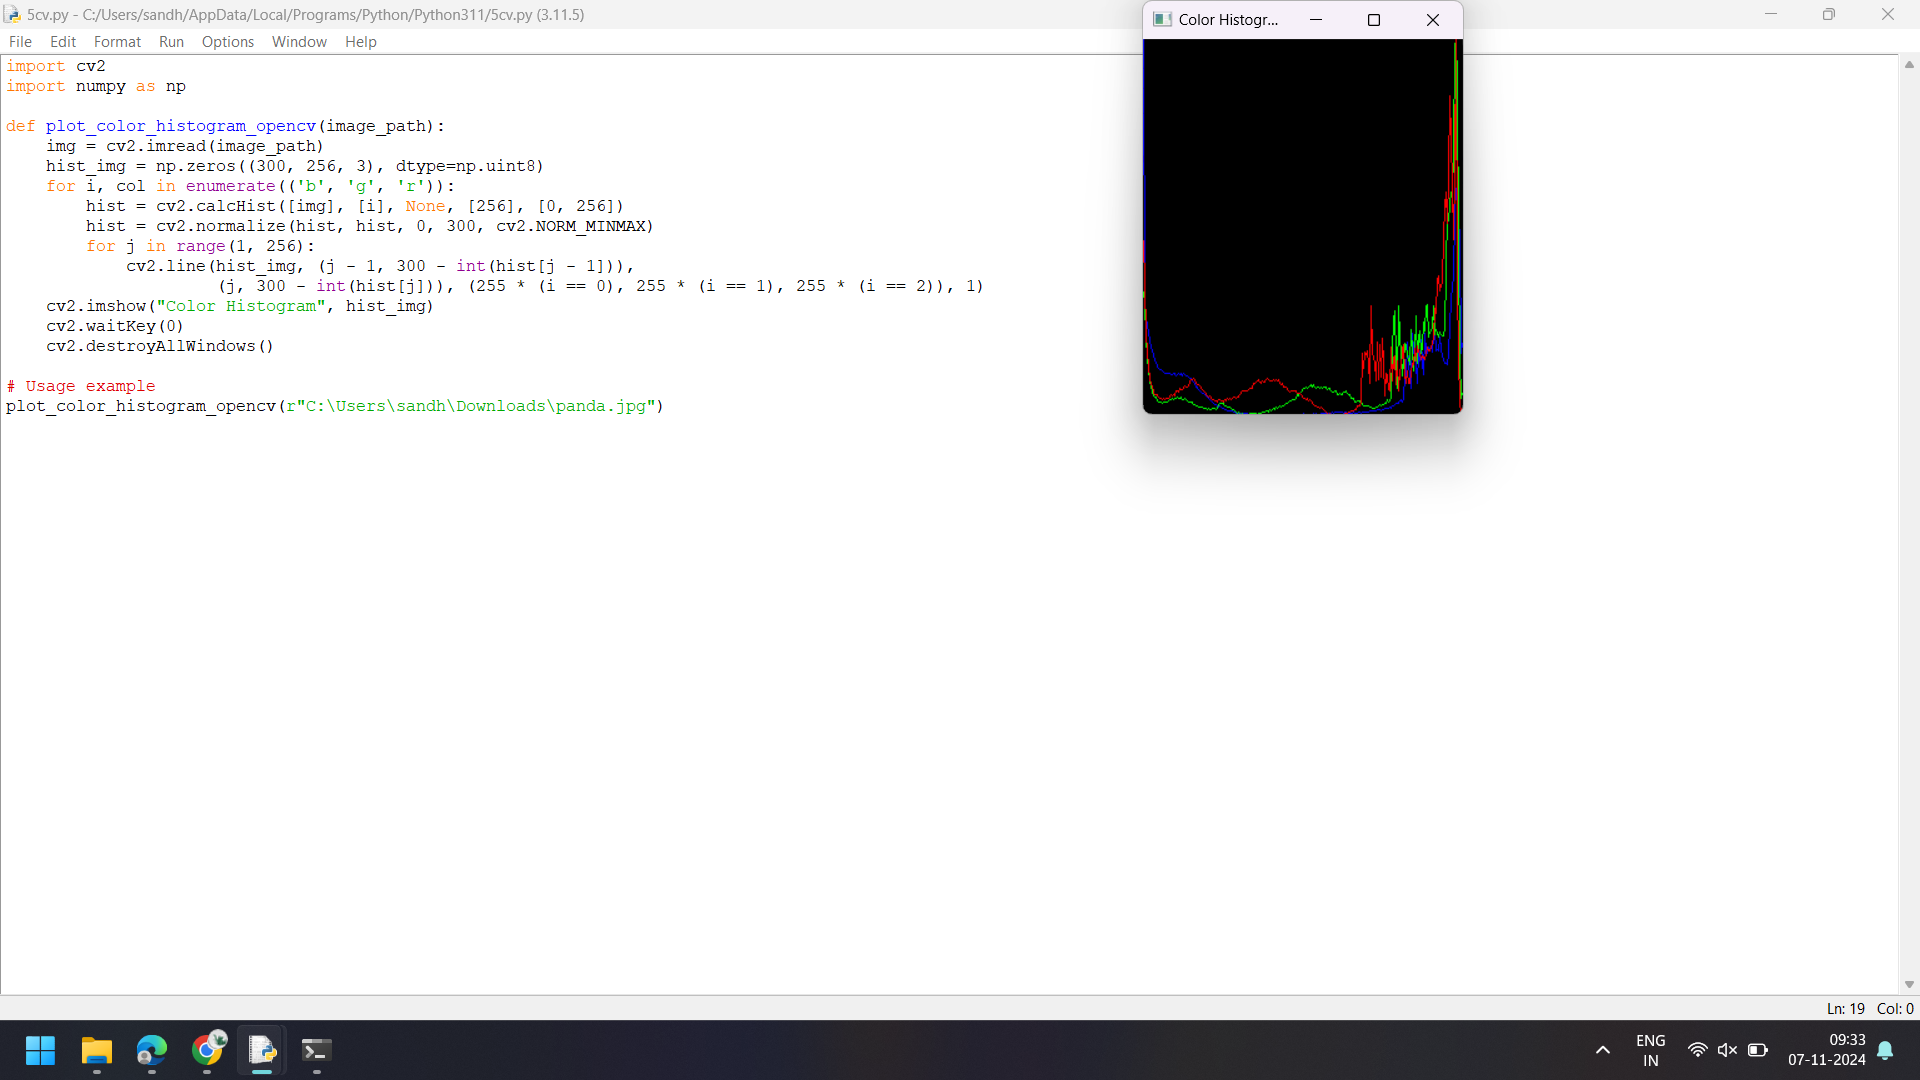 5cv.py - C:/Users/sandh/AppData/Local/Programs/Python/Python311/5cv.py (3.11.5)
File Edit Format Run Options Window Help
import cv2
import numpy as np
def plot_color_histogram_opencv(image_path):
    img = cv2.imread(image_path)
    hist_img = np.zeros((300, 256, 3), dtype=np.uint8)
    for i, col in enumerate(('b', 'g', 'r')):
        hist = cv2.calcHist([img], [i], None, [256], [0, 256])
        hist = cv2.normalize(hist, hist, 0, 300, cv2.NORM_MINMAX)
        for j in range(1, 256):
            cv2.line(hist_img, (j - 1, 300 - int(hist[j - 1])),
                     (j, 300 - int(hist[j])), (255 * (i == 0), 255 * (i == 1), 255 * (i == 2)), 1)
    cv2.imshow("Color Histogram", hist_img)
    cv2.waitKey(0)
    cv2.destroyAllWindows()
# Usage example
plot_color_histogram_opencv(r"C:\Users\sandh\Downloads\panda.jpg")
Color Histogr...
Ln: 19 Col: 0
ENG
IN
09:33
07-11-2024